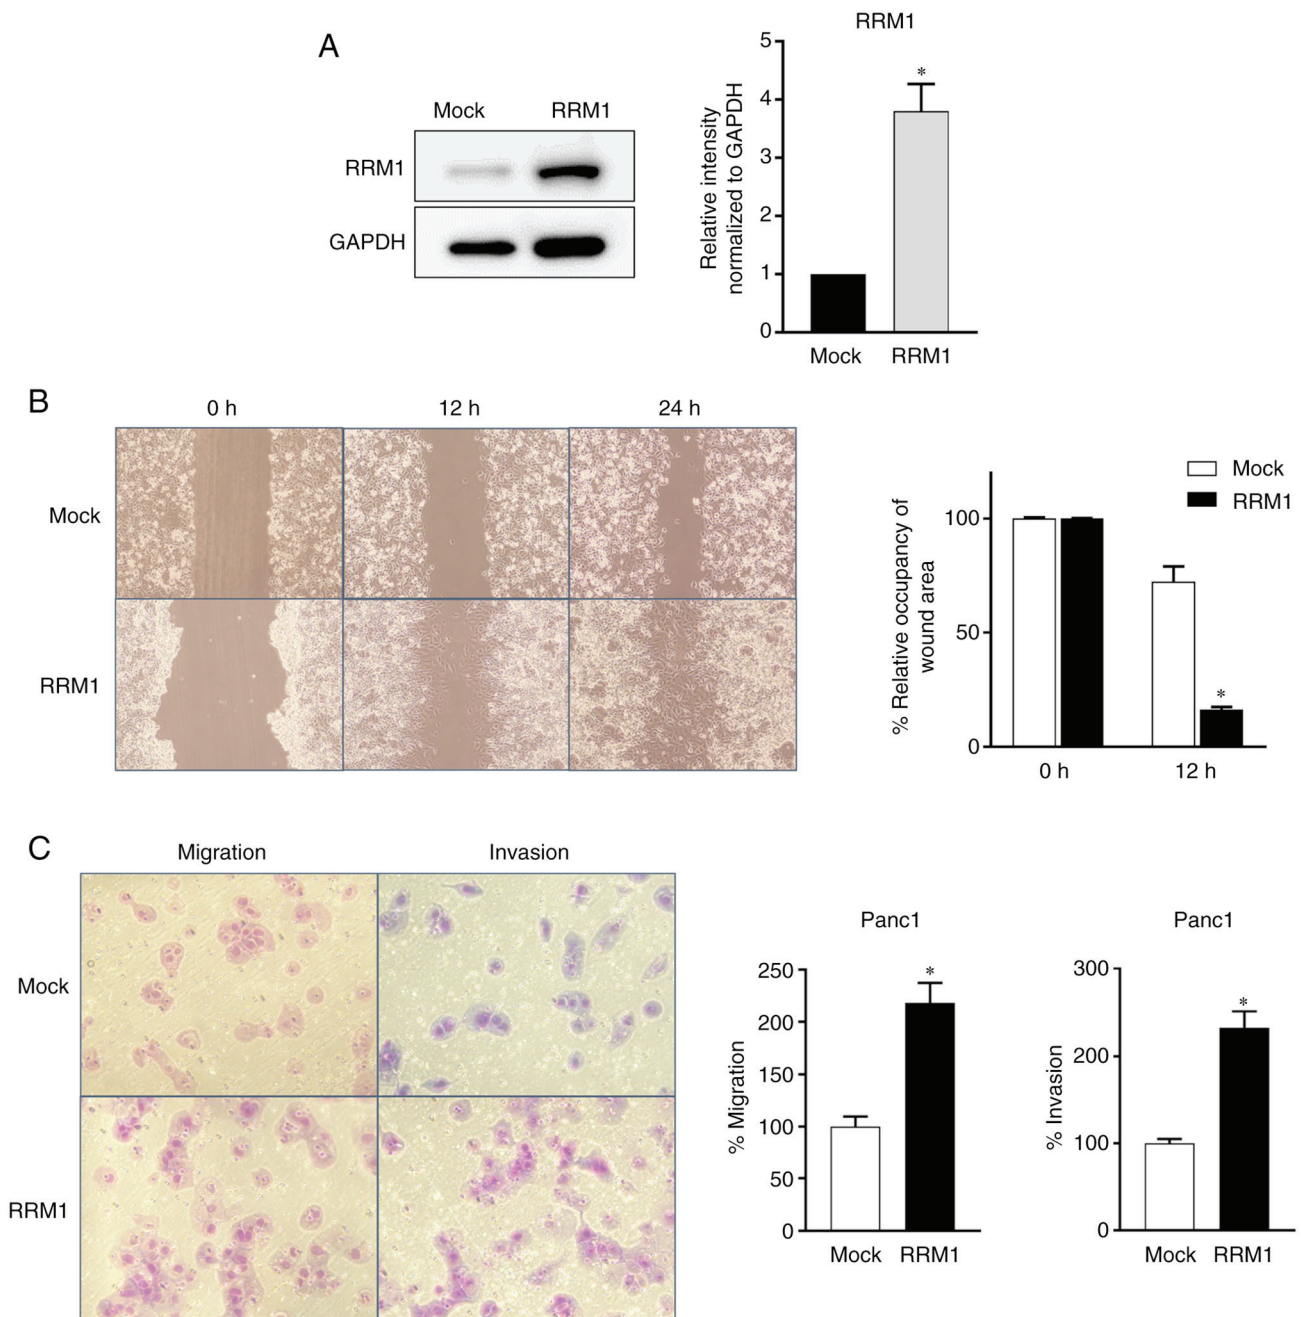 A
Mock RRM1
RRM1
GAPDH
RRM1
Relative intensity
normalized to GAPDH
5
4
3
2
1
0
*
Mock RRM1
B
0 h 12 h 24 h
Mock
RRM1
% Relative occupancy of
wound area
100
50
0
Mock
RRM1
*
0 h 12 h
C
Migration Invasion
Mock
RRM1
Panc1
% Migration
250
200
150
100
50
0
*
Mock RRM1
Panc1
% Invasion
300
200
100
0
*
Mock RRM1